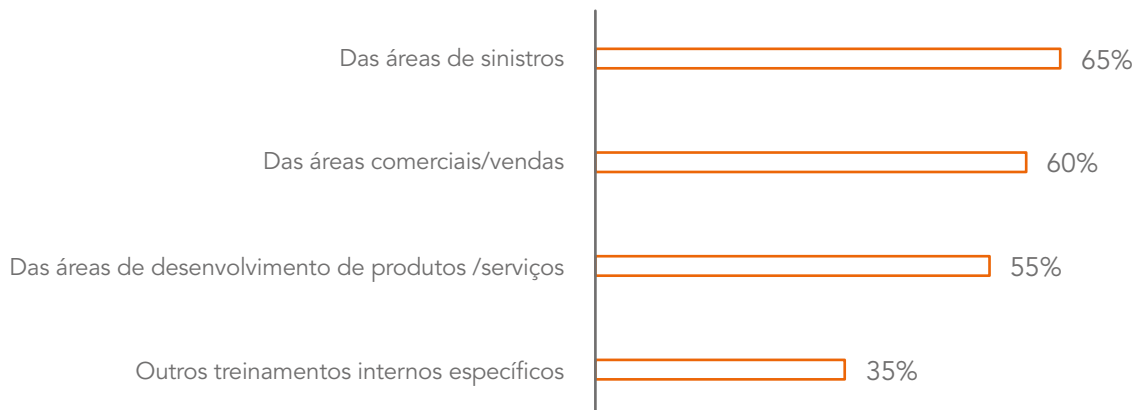 Das áreas de sinistros 65%
Das áreas comerciais/vendas 60%
Das áreas de desenvolvimento de produtos /serviços 55%
Outros treinamentos internos específicos 35%